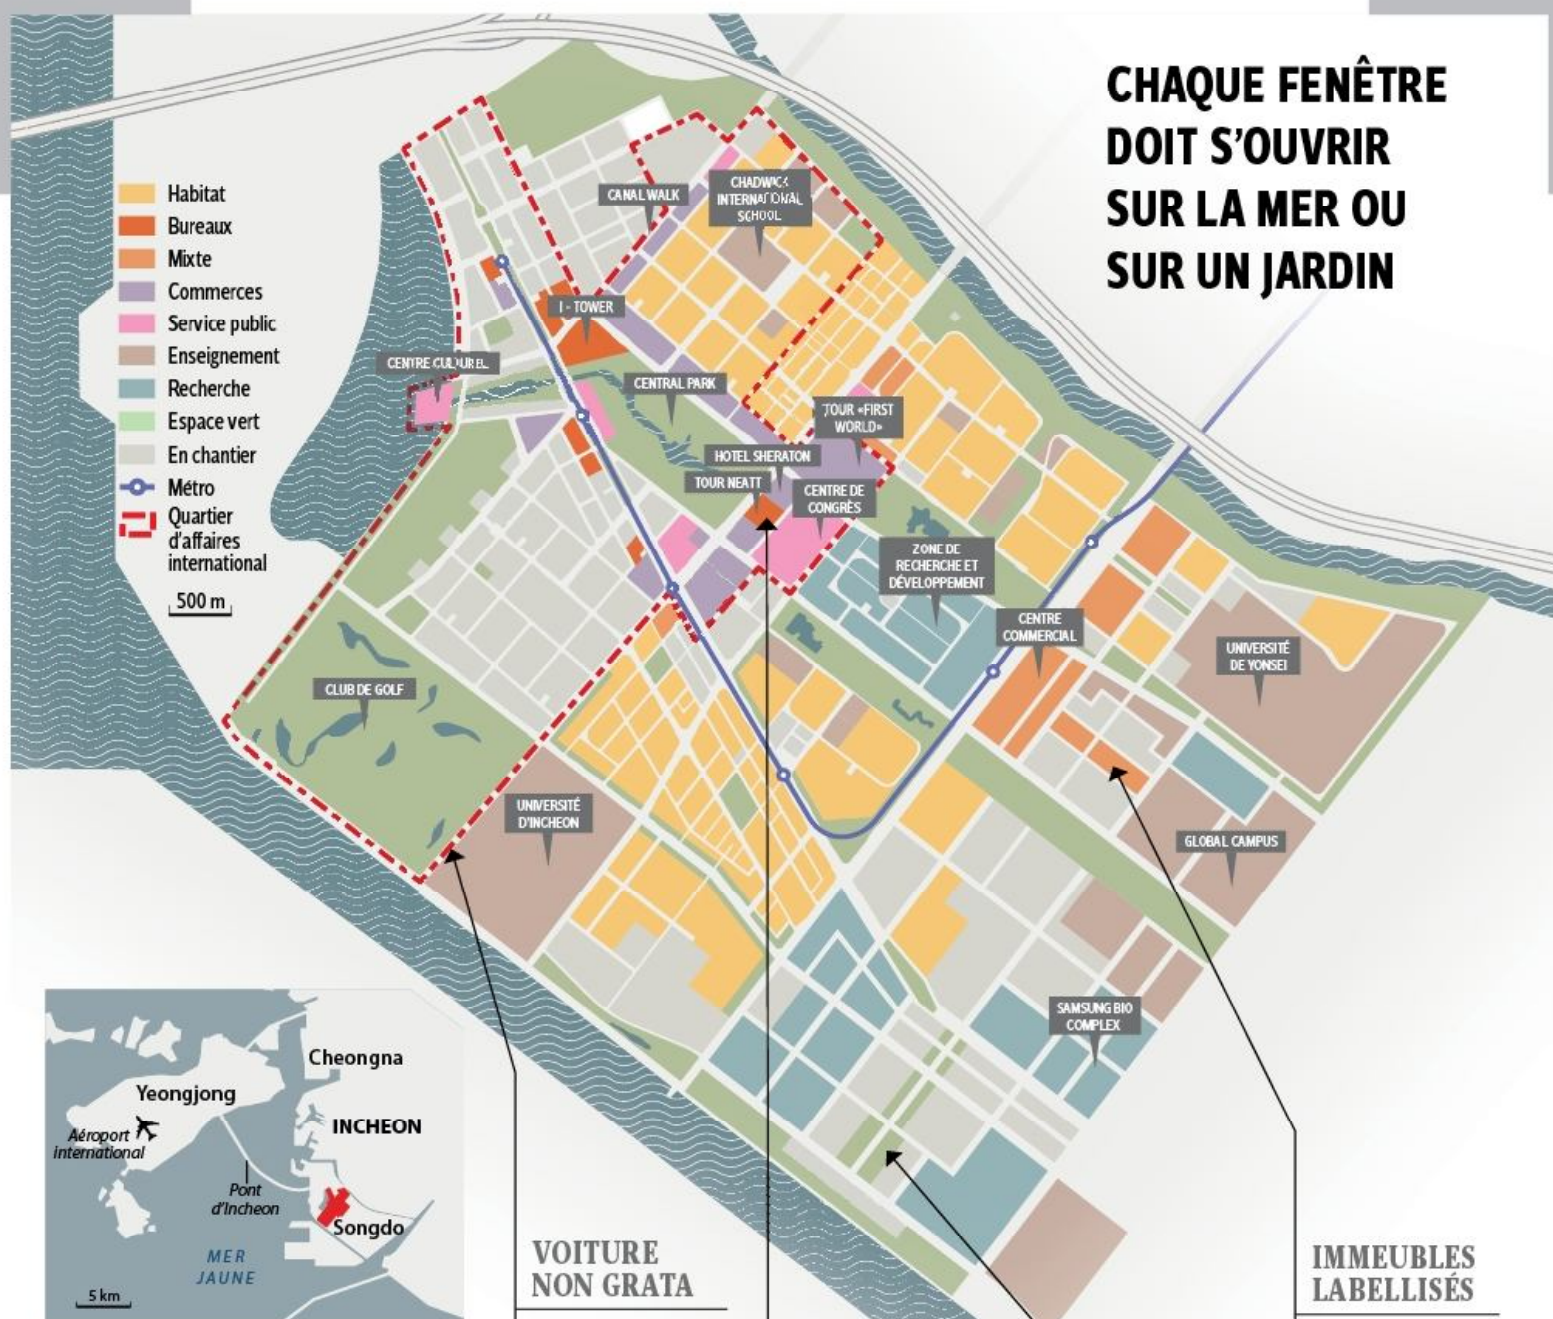 CHAQUE FENÊTRE
DOIT S'OUVRIR
SUR LA MER OU
SUR UN JARDIN
Habitat
Bureaux
Mixte
Commerces
Service public
Enseignement
Recherche
Espace vert
En chantier
Métro
Quartier
d'affaires
international
500 m
CANAL WALK
CHADWICK
INTERNATIONAL
SCHOOL
I - TOWER
CENTRE CULTUREL
CENTRAL PARK
TOUR «FIRST
WORLD»
HOTEL SHERATON
TOUR NEATT
CENTRE DE
CONGRÈS
ZONE DE
RECHERCHE ET
DÉVELOPPEMENT
CENTRE
COMMERCIAL
UNIVERSITÉ
DE YONSEI
CLUB DE GOLF
UNIVERSITÉ
D'INCHEON
GLOBAL CAMPUS
SAMSUNG BIO
COMPLEX
Cheongna
Yeongjong
Aéroport
international
INCHEON
Pont
d'Incheon
Songdo
MER
JAUNE
5 km
VOITURE
NON GRATA
IMMEUBLES
LABELLISÉS